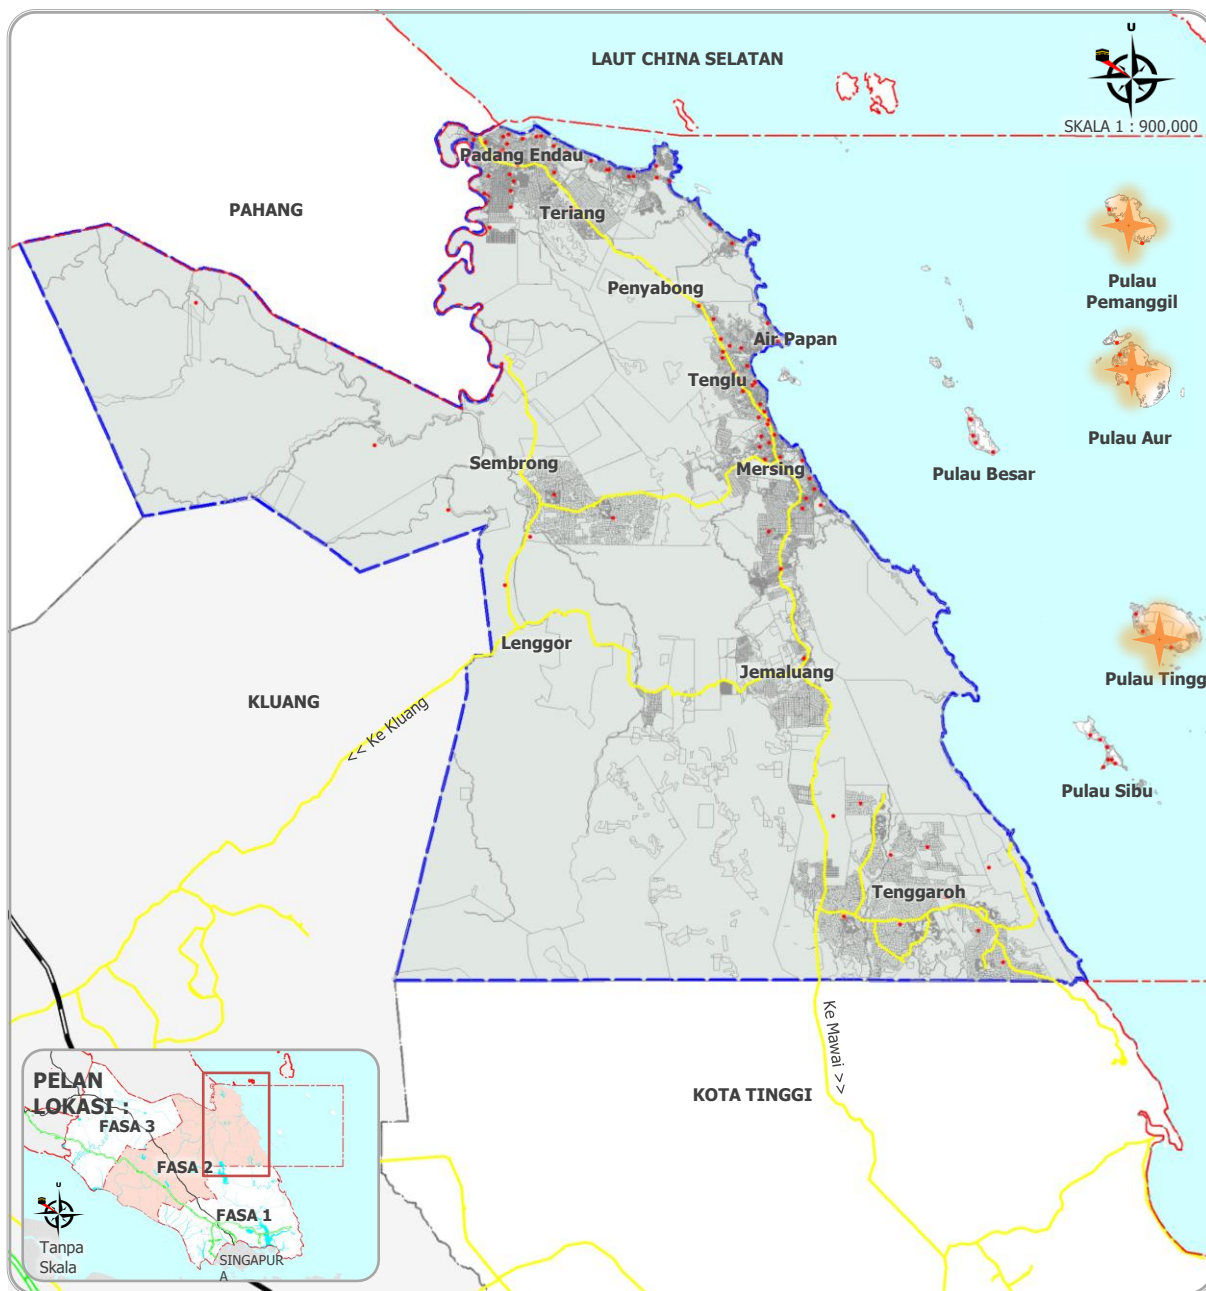 LAUT CHINA SELATAN
U
SKALA 1 : 900,000
Padang Endau
PAHANG
Teriang
Penyabong
Pulau
Pemanggil
Air Papan
Tenglu
Pulau Aur
Sembrong
Mersing
Pulau Besar
Lenggor
Jemaluang
Pulau Tingg
KLUANG
<< Ke Kluang
Pulau Sibu
Tenggaroh
Ke Mawai >>
KOTA TINGGI
PELAN
LOKASI :
FASA 3
FASA 2
FASA 1
U
Tanpa
Skala
SINGAPUR
A